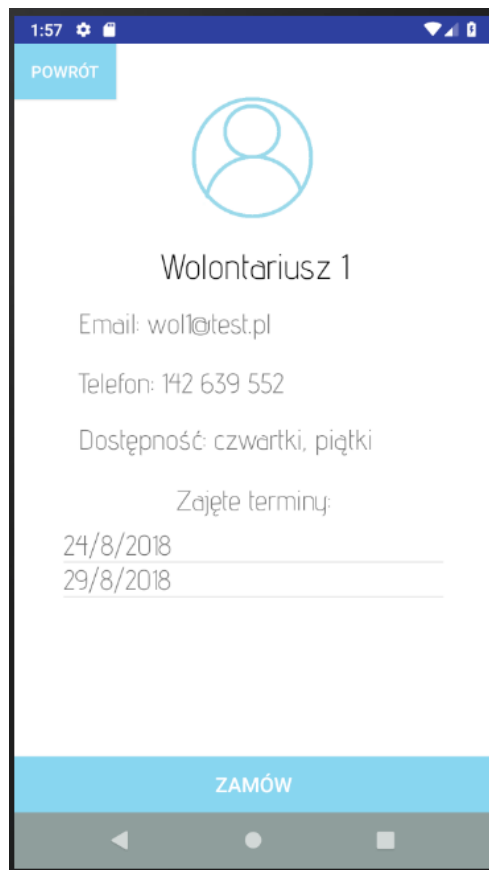 1:57
POWRÓT
Wolontariusz 1
Email: wol1@test.pl
Telefon: 142 639 552
Dostępność: czwartki, piątki
Zajęte terminy:
24/8/2018
29/8/2018
ZAMÓW